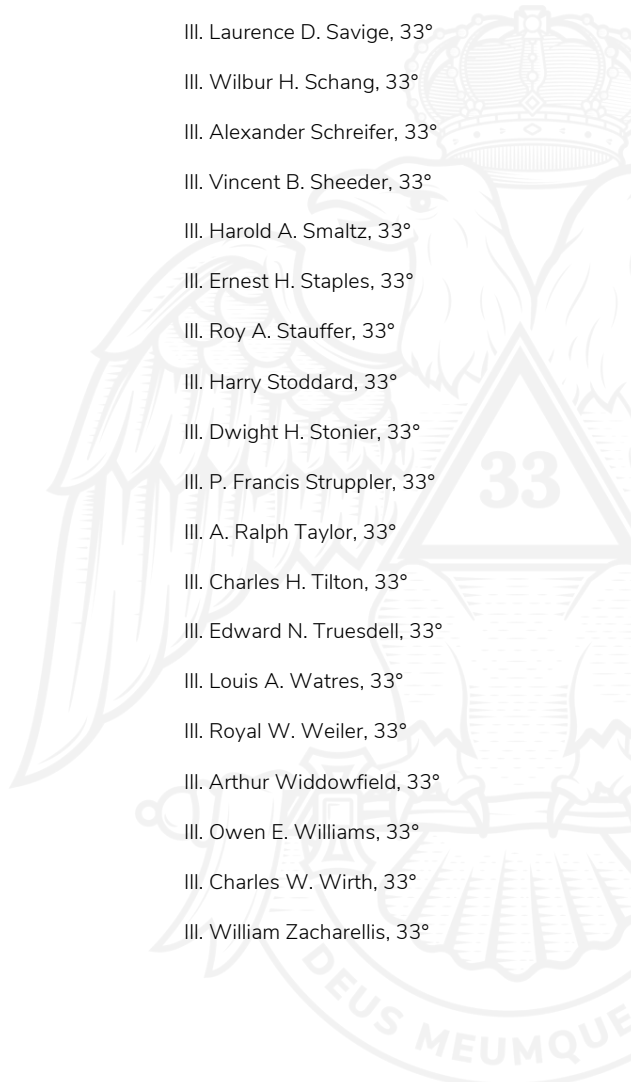 Ill. Laurence D. Savige, 33°
Ill. Wilbur H. Schang, 33°
Ill. Alexander Schreifer, 33°
Ill. Vincent B. Sheeder, 33°
Ill. Harold A. Smaltz, 33°
Ill. Ernest H. Staples, 33°
Ill. Roy A. Stauffer, 33°
Ill. Harry Stoddard, 33°
Ill. Dwight H. Stonier, 33°
33
Ill. P. Francis Struppler, 33°
Ill. A. Ralph Taylor, 33°
Ill. Charles H. Tilton, 33°
Ill. Edward N. Truesdell, 33°
Ill. Louis A. Watres, 33°
Ill. Royal W. Weiler, 33°
Ill. Arthur Widdowfield, 33°
Ill. Owen E. Williams, 33°
Ill. Charles W. Wirth, 33°
Ill. William Zacharellis, 33°
DEUS MEUMQUE